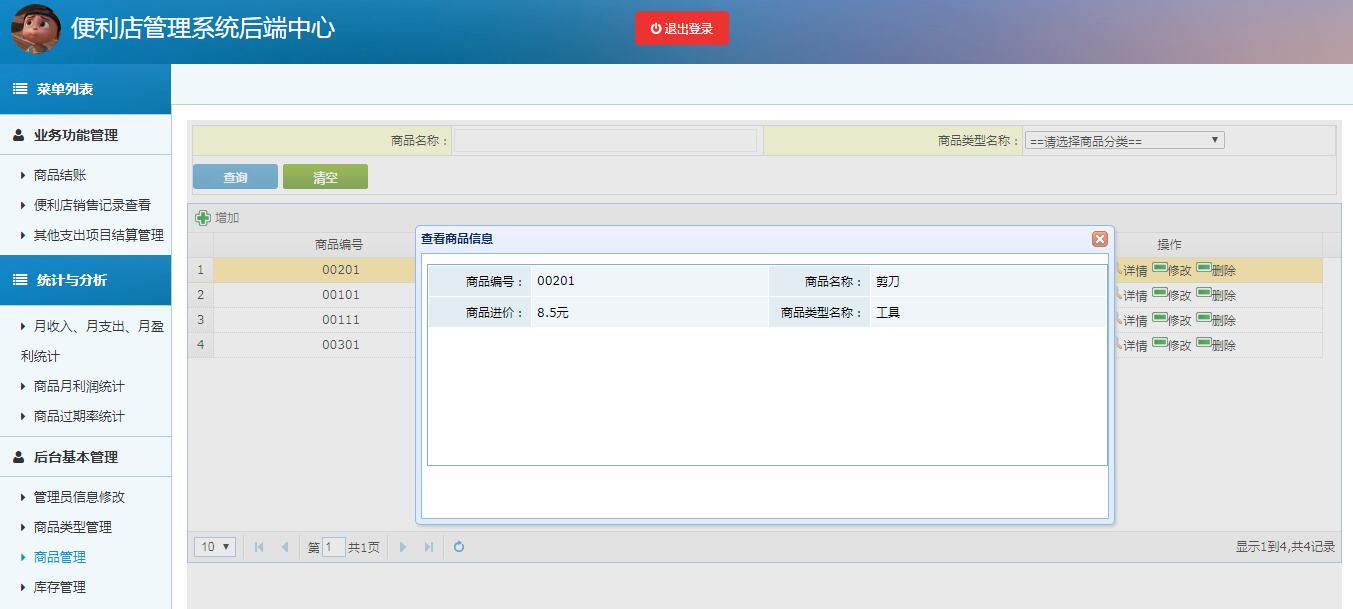 便利店管理系统后端中心
退出登录
菜单列表
业务功能管理
商品结账
便利店销售记录查看
其他支出项目结算管理
统计与分析
月收入、月支出、月盈
利统计
商品月利润统计
商品过期率统计
后台基本管理
管理员信息修改
商品类型管理
商品管理
库存管理
商品名称：
商品类型名称： ==请选择商品分类==
查询 清空
增加
商品编号 操作
1 00201 详情 修改 删除
2 00101 详情 修改 删除
3 00111 详情 修改 删除
4 00301 详情 修改 删除
查看商品信息
商品编号： 00201 商品名称： 剪刀
商品进价： 8.5元 商品类型名称： 工具
10 第 1 共1页 显示1到4,共4记录